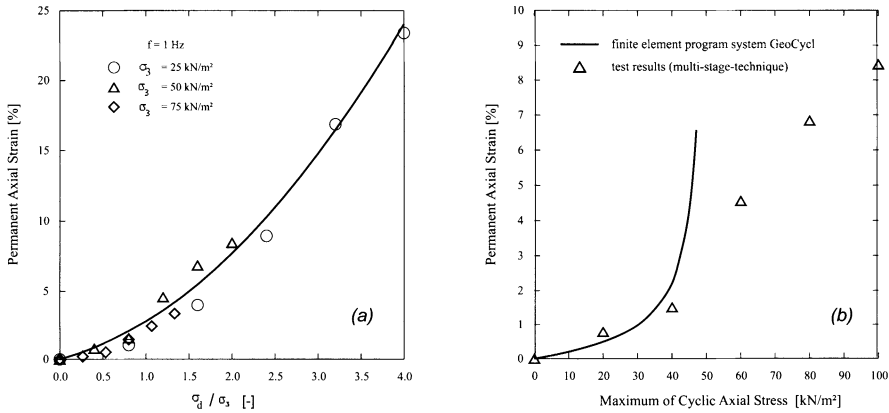 25
20
15
10
5
0
Permanent Axial Strain [%]
f = 1 Hz
σ3 = 25 kN/m²
σ3 = 50 kN/m²
σ3 = 75 kN/m²
(a)
0.0 0.5 1.0 1.5 2.0 2.5 3.0 3.5 4.0
σd / σ3 [-]
10
9
8
7
6
5
4
3
2
1
0
Permanent Axial Strain [%]
finite element program system GeoCycl
test results (multi-stage-technique)
(b)
0 10 20 30 40 50 60 70 80 90 100
Maximum of Cyclic Axial Stress [kN/m²]